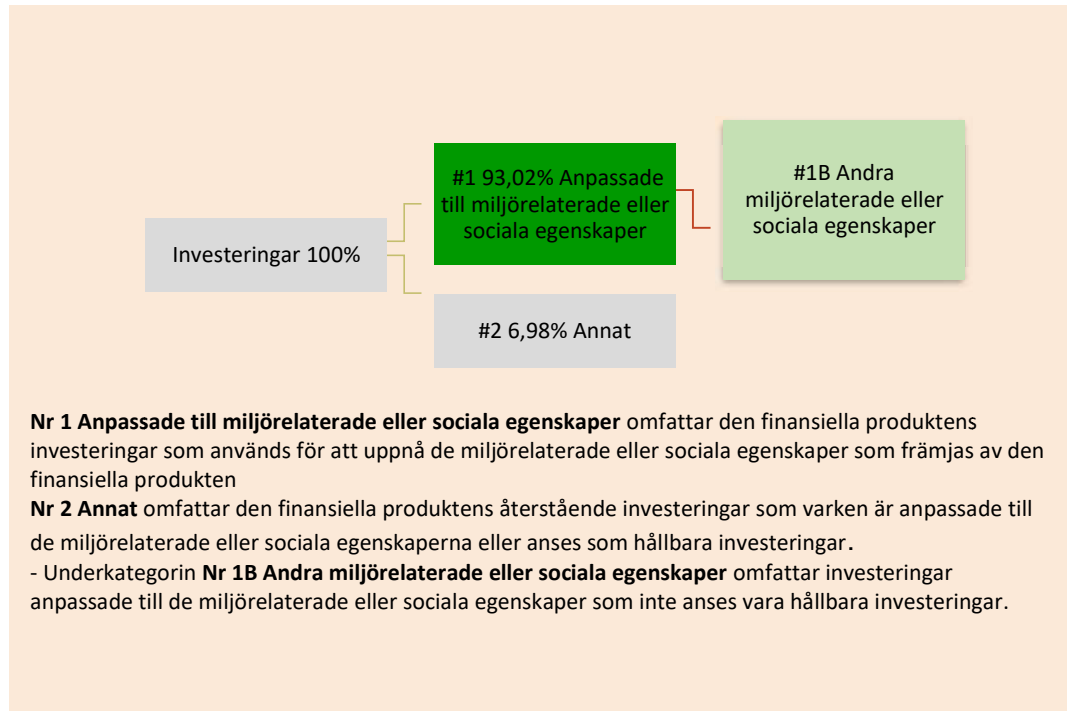 #1 93,02% Anpassade
till miljörelaterade eller
sociala egenskaper
#1B Andra
miljörelaterade eller
sociala egenskaper
Investeringar 100%
#2 6,98% Annat
Nr 1 Anpassade till miljörelaterade eller sociala egenskaper omfattar den finansiella produktens
investeringar som används för att uppnå de miljörelaterade eller sociala egenskaper som främjas av den
finansiella produkten
Nr 2 Annat omfattar den finansiella produktens återstående investeringar som varken är anpassade till
de miljörelaterade eller sociala egenskaperna eller anses som hållbara investeringar.
- Underkategorin Nr 1B Andra miljörelaterade eller sociala egenskaper omfattar investeringar
anpassade till de miljörelaterade eller sociala egenskaper som inte anses vara hållbara investeringar.